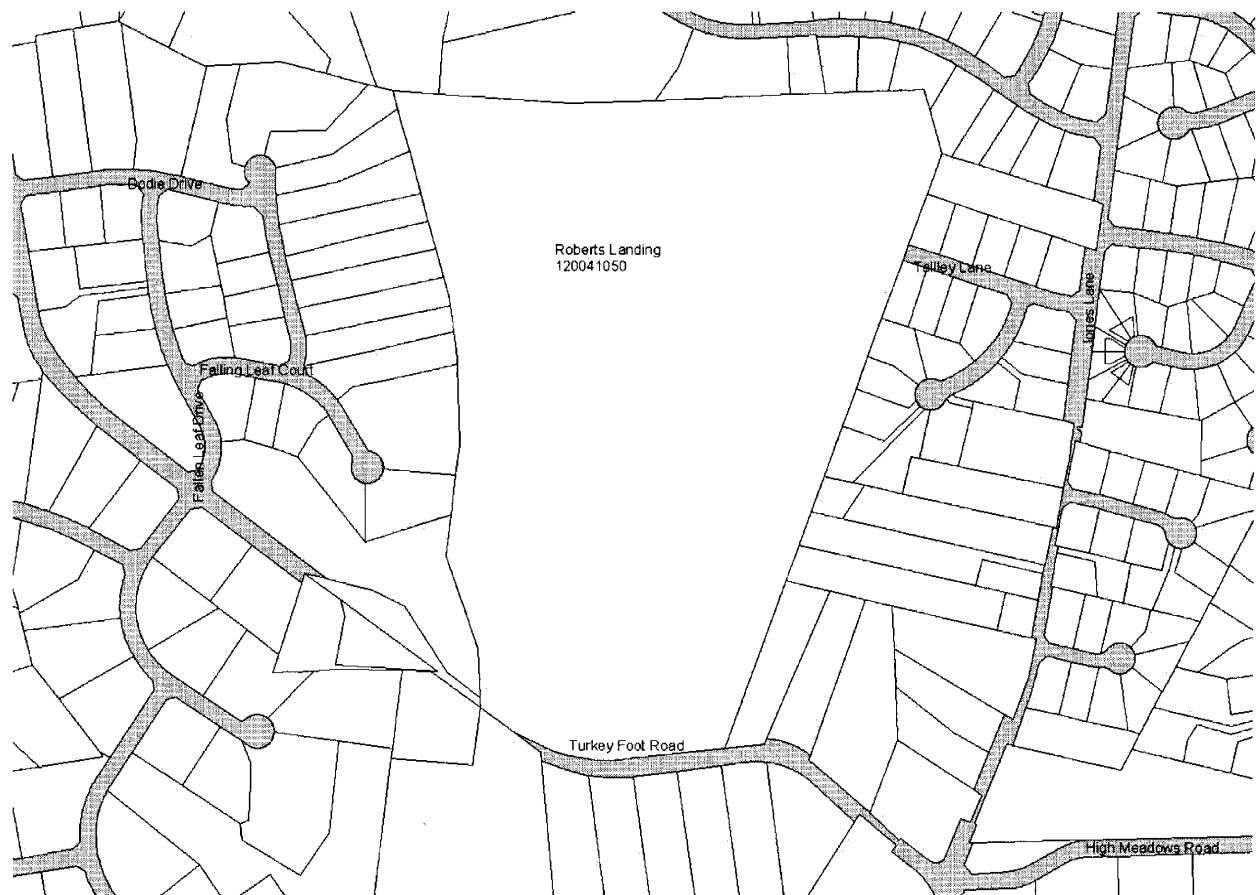 Bodie Drive
Roberts Landing
120041050
Talley Lane
Jones Lane
Falling Leaf Court
Fallen Leaf Drive
Turkey Foot Road
High Meadows Road